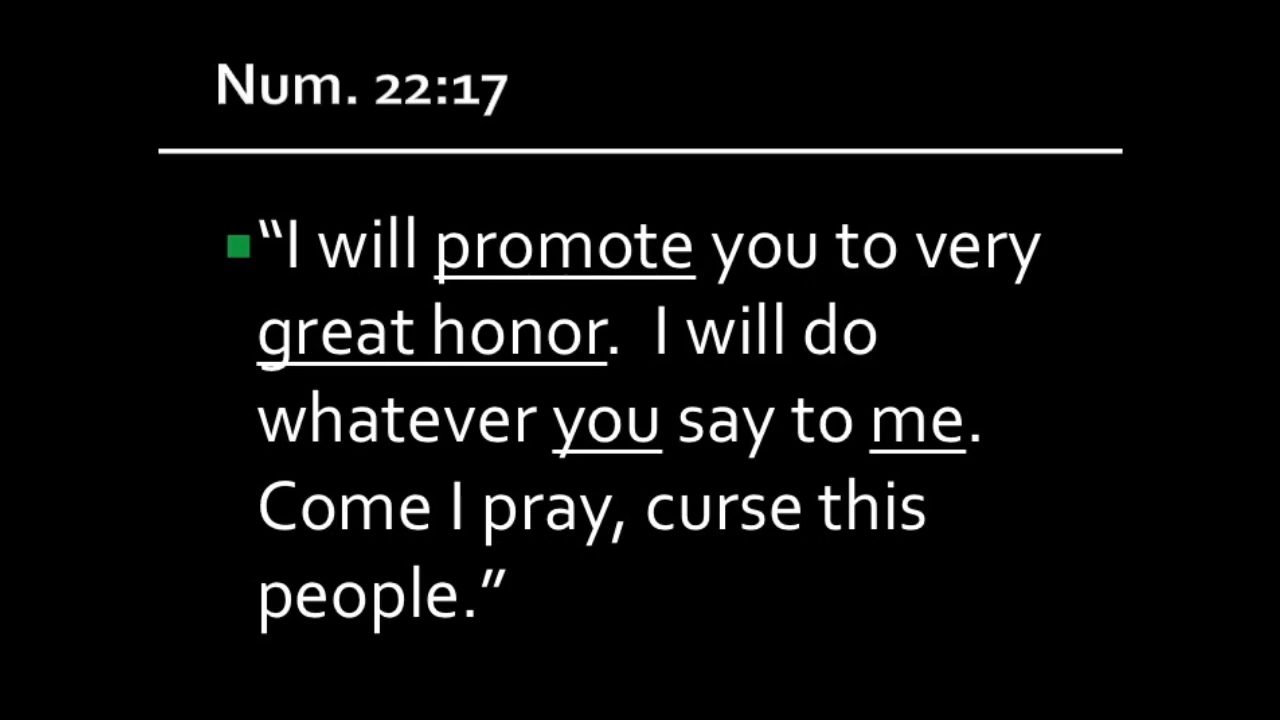 Num. 22:17
“I will promote you to very
great honor.  I will do
whatever you say to me.
Come I pray, curse this
people.”